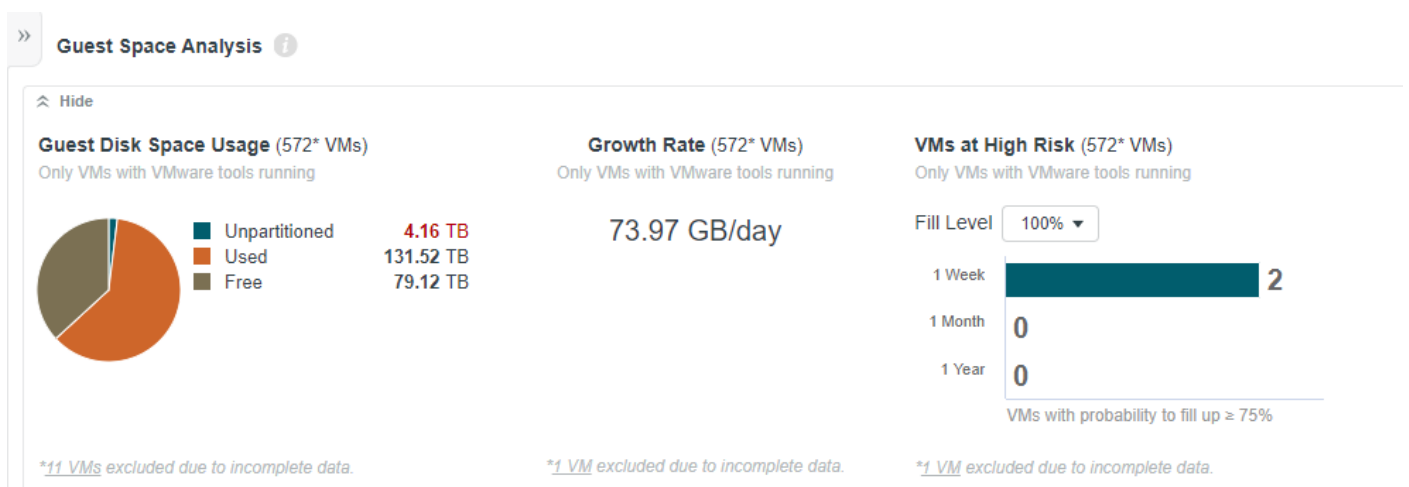 »
Guest Space Analysis i
Hide
Guest Disk Space Usage (572* VMs)
Only VMs with VMware tools running
Unpartitioned 4.16 TB
Used 131.52 TB
Free 79.12 TB
*11 VMs excluded due to incomplete data.
Growth Rate (572* VMs)
Only VMs with VMware tools running
73.97 GB/day
*1 VM excluded due to incomplete data.
VMs at High Risk (572* VMs)
Only VMs with VMware tools running
Fill Level 100%
1 Week 2
1 Month 0
1 Year 0
VMs with probability to fill up ≥ 75%
*1 VM excluded due to incomplete data.